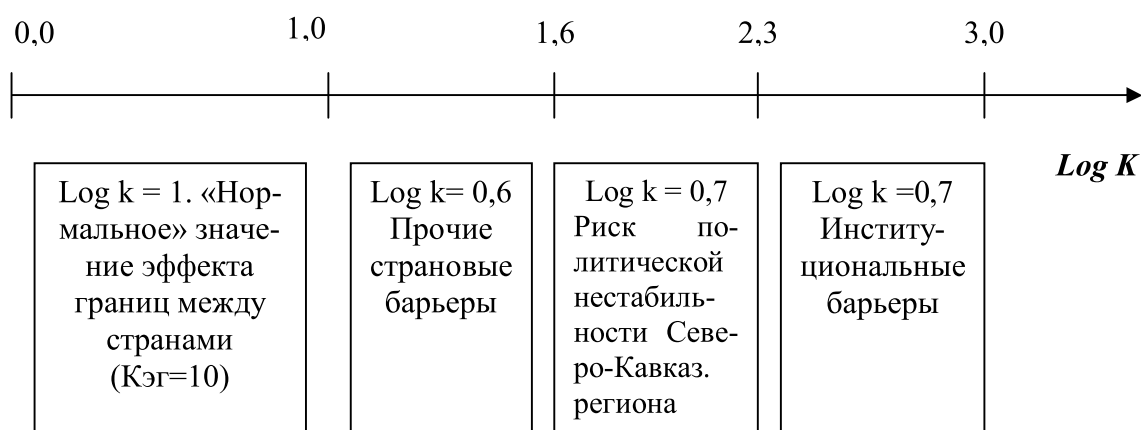 0,0 1,0 1,6 2,3 3,0
Log K
Log k = 1. «Нор-
мальное» значе-
ние эффекта
границ между
странами
(Кэг=10)
Log k= 0,6
Прочие
страновые
барьеры
Log k = 0,7
Риск по-
литической
нестабиль-
ности Севе-
ро-Кавказ.
региона
Log k =0,7
Институ-
циональные
барьеры